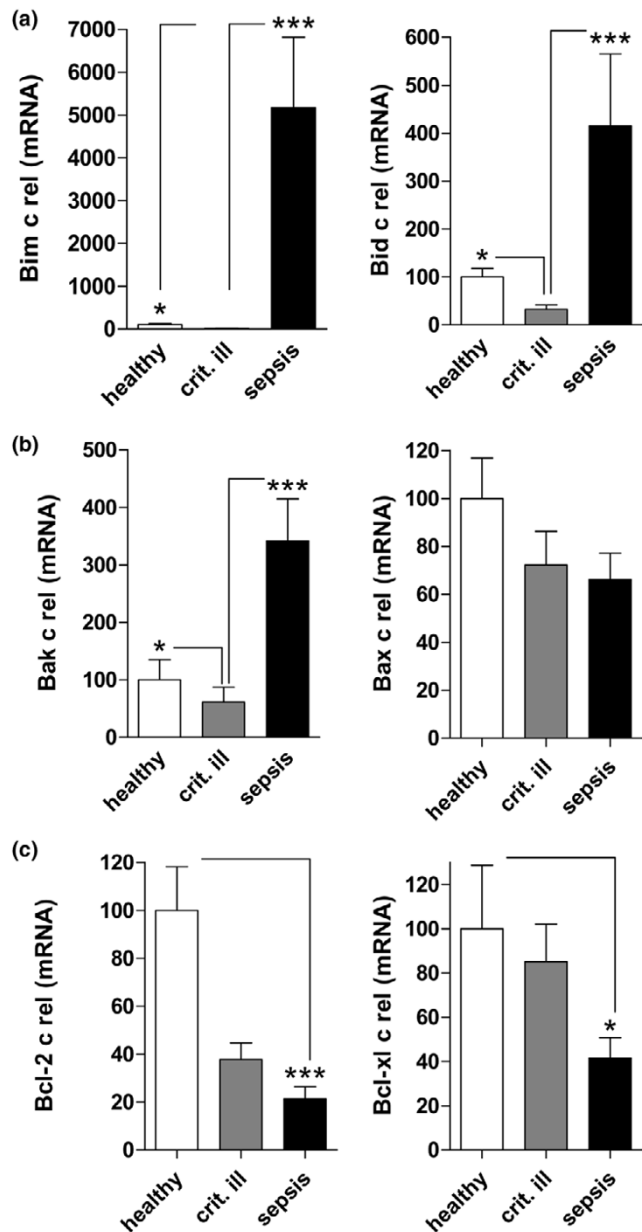 (a)
Bim c rel (mRNA)
7000
6000
5000
4000
3000
2000
1000
0
*
***
healthy
crit. ill
sepsis
Bid c rel (mRNA)
600
500
400
300
200
100
0
*
***
healthy
crit. ill
sepsis
(b)
Bak c rel (mRNA)
500
400
300
200
100
0
*
***
healthy
crit. ill
sepsis
Bax c rel (mRNA)
120
100
80
60
40
20
0
healthy
crit. ill
sepsis
(c)
Bcl-2 c rel (mRNA)
120
100
80
60
40
20
0
***
healthy
crit. ill
sepsis
Bcl-xl c rel (mRNA)
120
100
80
60
40
20
0
*
healthy
crit. ill
sepsis